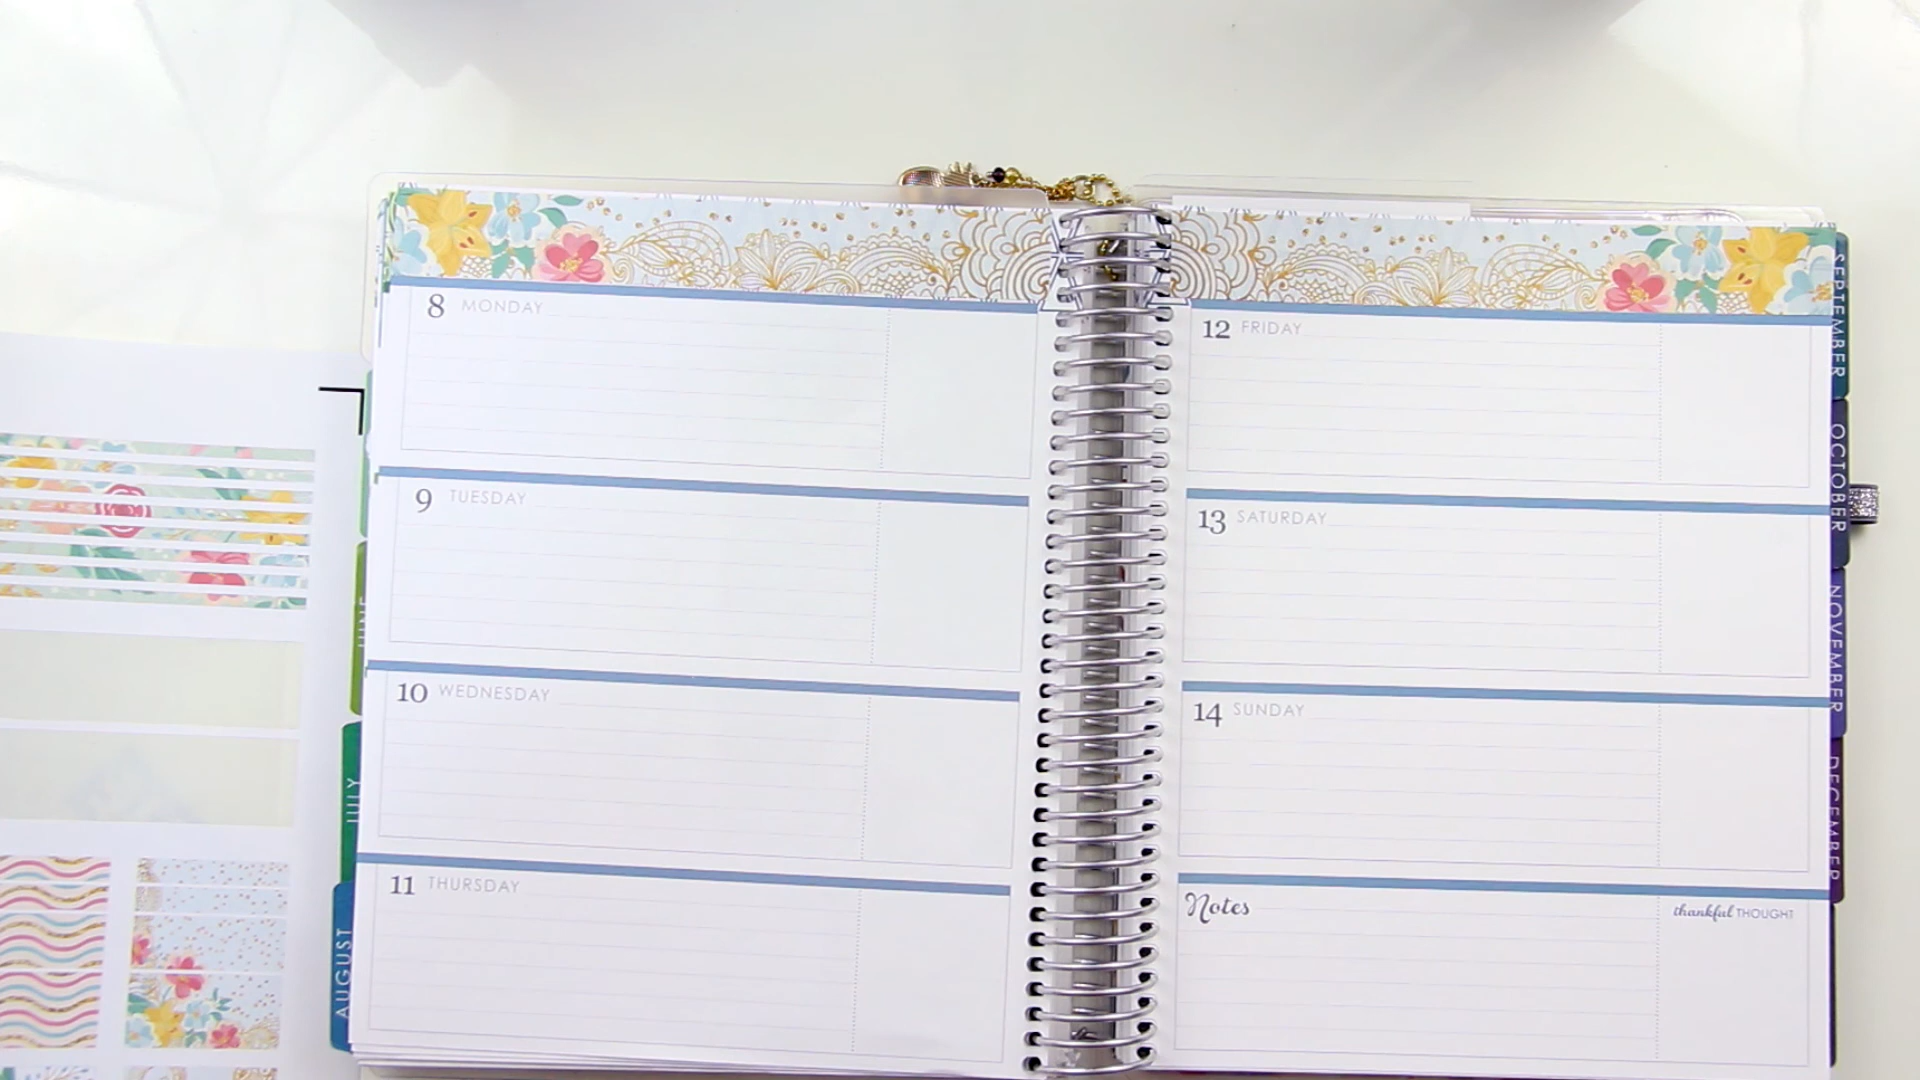 8 MONDAY
9 TUESDAY
10 WEDNESDAY
11 THURSDAY
12 FRIDAY
13 SATURDAY
14 SUNDAY
Notes
thankful THOUGHT
JUNE
JULY
AUGUST
SEPTEMBER
OCTOBER
NOVEMBER
DECEMBER